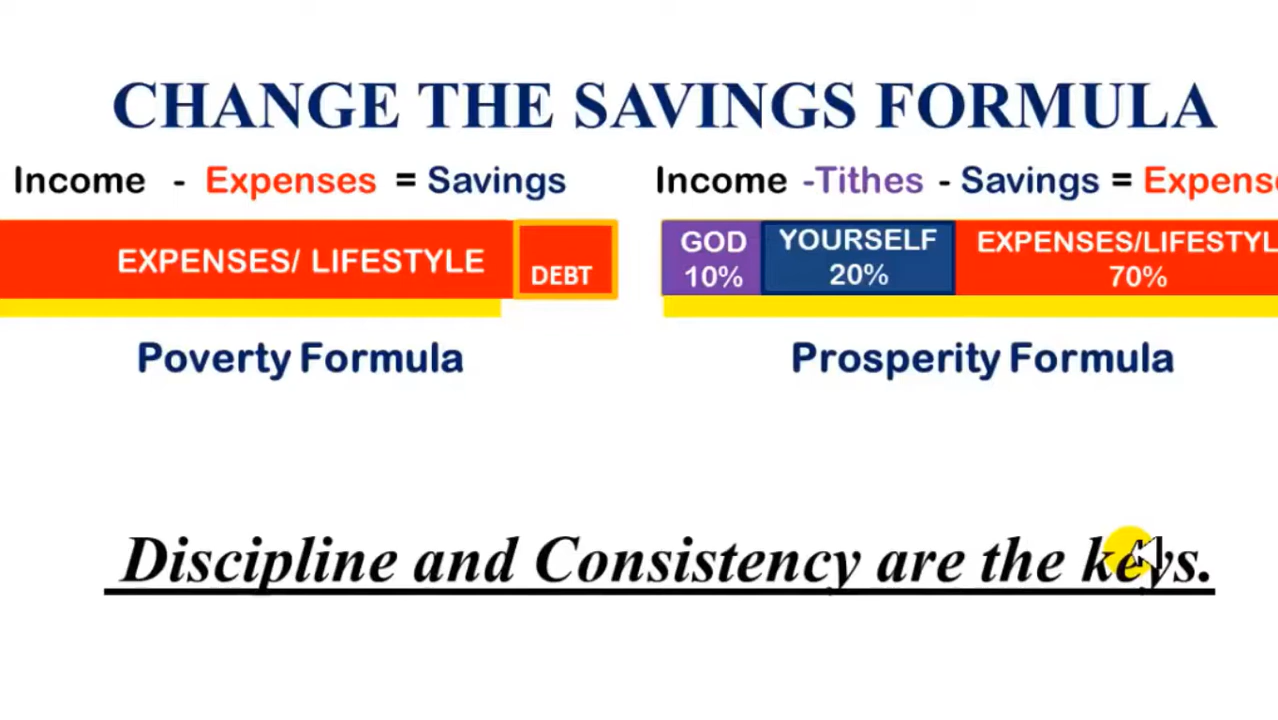 CHANGE THE SAVINGS FORMULA
Income - Expenses = Savings
EXPENSES/ LIFESTYLE
DEBT
Poverty Formula
Income -Tithes - Savings = Expense
GOD
10%
YOURSELF
20%
EXPENSES/LIFESTYL
70%
Prosperity Formula
Discipline and Consistency are the keys.